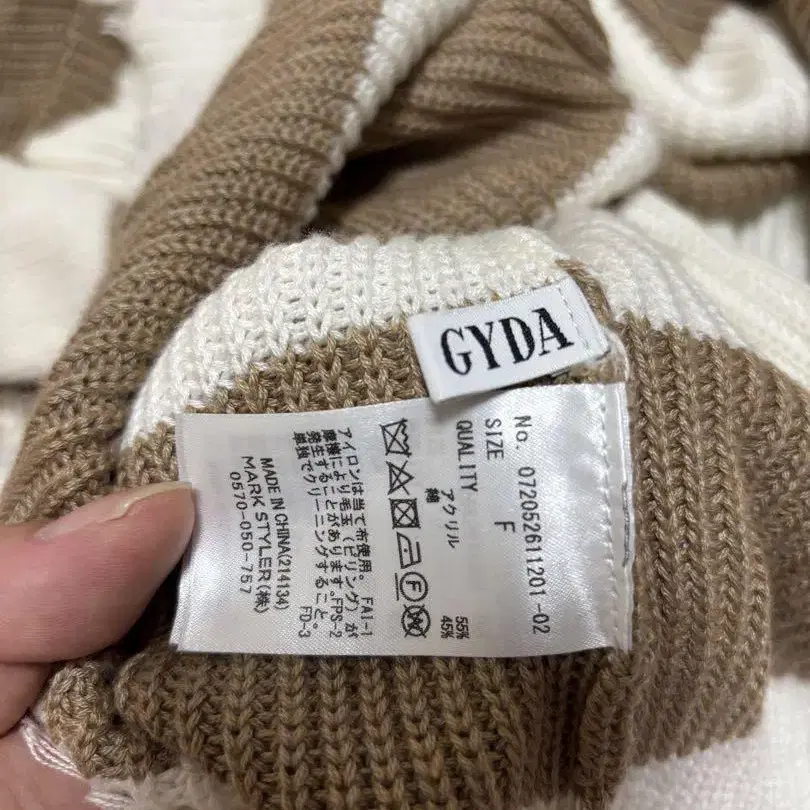 GYDA
No. 072052611201-02
SIZE F
QUALITY
アクリル 55%
綿 45%
アイロンは当て布使用。 FAI-1
摩擦により毛玉(ピリング)が
発生することがあります。FPS-2
単独でクリーニングすること。 FD-3
MADE IN CHINA(214134)
MARK STYLER(株)
0570-050-757